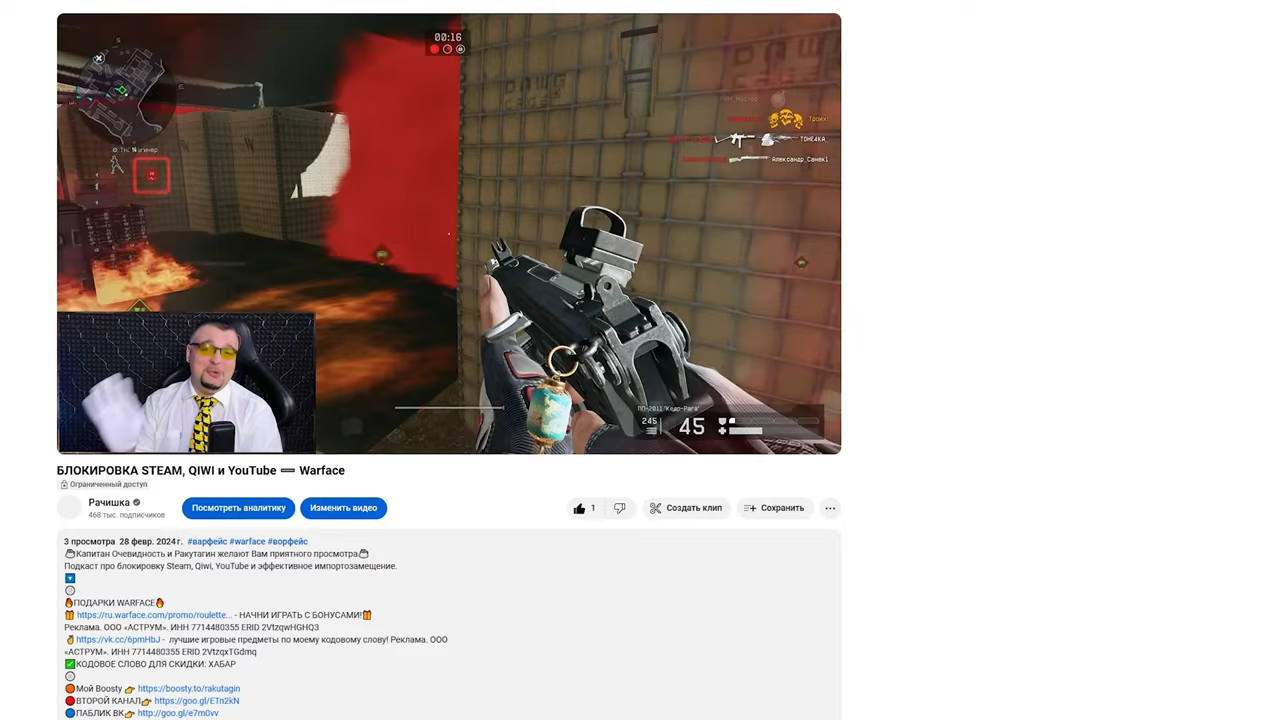 00:16
S
E
Троих!
TOHE4KA_
Александр_Санек1
ПП-2011/Кедр-Para'
245
45
БЛОКИРОВКА STEAM, QIWI и YouTube ➖ Warface
Ограниченный доступ
Рачишка
468 тыс. подписчиков
Посмотреть аналитику
Изменить видео
1
Создать клип
Сохранить
3 просмотра 28 февр. 2024 г. #варфейс #warface #ворфейс
Капитан Очевидность и Ракутагин желают Вам приятного просмотра
Подкаст про блокировку Steam, Qiwi, YouTube и эффективное импортозамещение.
🔥ПОДАРКИ WARFACE🔥
🎁 https://ru.warface.com/promo/roulette... - НАЧНИ ИГРАТЬ С БОНУСАМИ!🎁
Реклама. ООО «АСТРУМ». ИНН 7714480355 ERID 2VtzqwHGHQ3
https://vk.cc/6pmHbJ - лучшие игровые предметы по моему кодовому слову! Реклама. ООО
«АСТРУМ». ИНН 7714480355 ERID 2VtzqxTGdmq
✅КОДОВОЕ СЛОВО ДЛЯ СКИДКИ: ХАБАР
🟠Мой Boosty 👉 https://boosty.to/rakutagin
🔴ВТОРОЙ КАНАЛ👉 https://goo.gl/ETn2kN
🔵ПАБЛИК ВК👉 http://goo.gl/e7m0vv